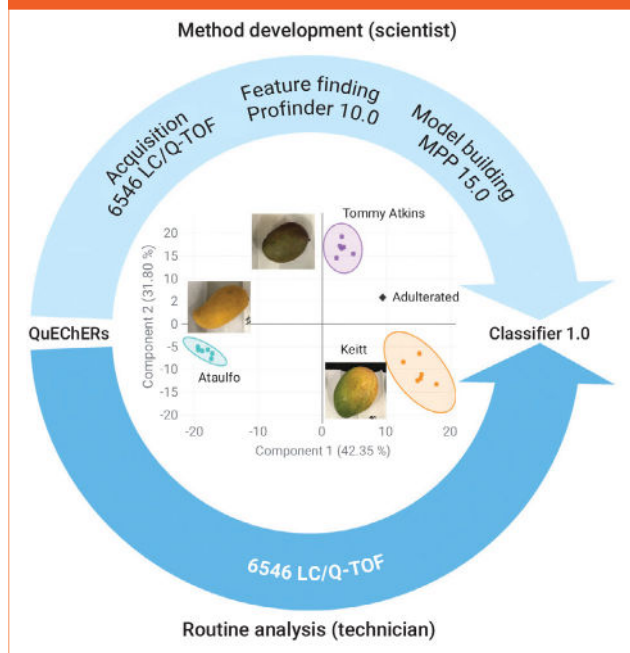 Method development (scientist)
Acquisition
6546 LC/Q-TOF
Feature finding
Profinder 10.0
Model building
MPP 15.0
QuEChERs
Classifier 1.0
Component 2 (31.80 %)
20
15
10
2
0
-5
-10
-15
-20
Tommy Atkins
Adulterated
Keitt
Ataulfo
-20
-10
0
10
20
Component 1 (42.35 %)
6546 LC/Q-TOF
Routine analysis (technician)